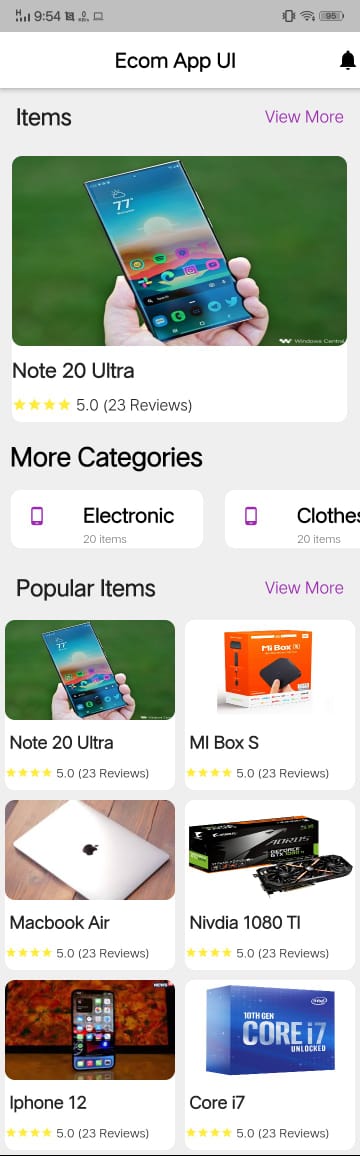 9:54
95
Ecom App UI
Items
View More
77°
Windows Central
Note 20 Ultra
5.0 (23 Reviews)
More Categories
Electronic
20 items
Clothes
20 items
Popular Items
View More
77°
Note 20 Ultra
5.0 (23 Reviews)
Mi Box S
MI Box S
5.0 (23 Reviews)
Macbook Air
5.0 (23 Reviews)
AORUS
GEFORCE
Nivdia 1080 TI
5.0 (23 Reviews)
NEWS
Iphone 12
5.0 (23 Reviews)
intel
10TH GEN
CORE i7
UNLOCKED
Core i7
5.0 (23 Reviews)